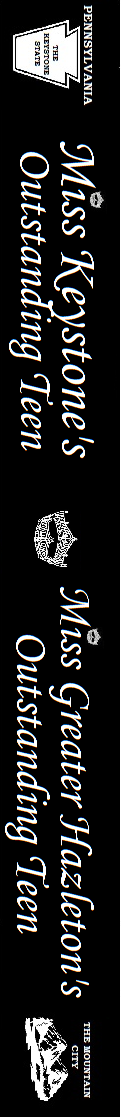 PENNSYLVANIA
THE
KEYSTONE
STATE
Miss Keystone's
Outstanding Teen
Miss Greater Hazleton's
Outstanding Teen
THE MOUNTAIN
CITY